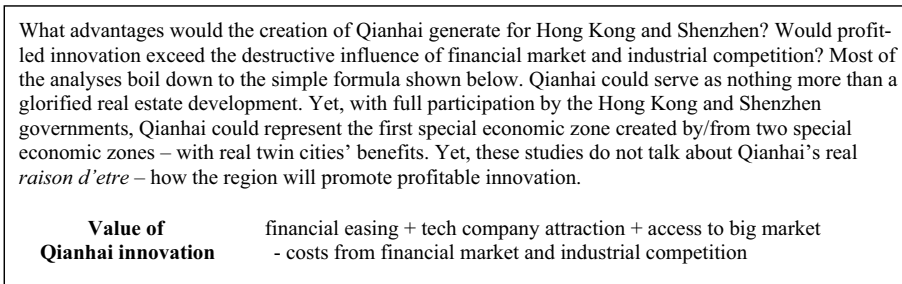 What advantages would the creation of Qianhai generate for Hong Kong and Shenzhen? Would profit-
led innovation exceed the destructive influence of financial market and industrial competition? Most of
the analyses boil down to the simple formula shown below. Qianhai could serve as nothing more than a
glorified real estate development. Yet, with full participation by the Hong Kong and Shenzhen
governments, Qianhai could represent the first special economic zone created by/from two special
economic zones – with real twin cities’ benefits. Yet, these studies do not talk about Qianhai’s real
raison d’etre – how the region will promote profitable innovation.
Value of financial easing + tech company attraction + access to big market
Qianhai innovation - costs from financial market and industrial competition